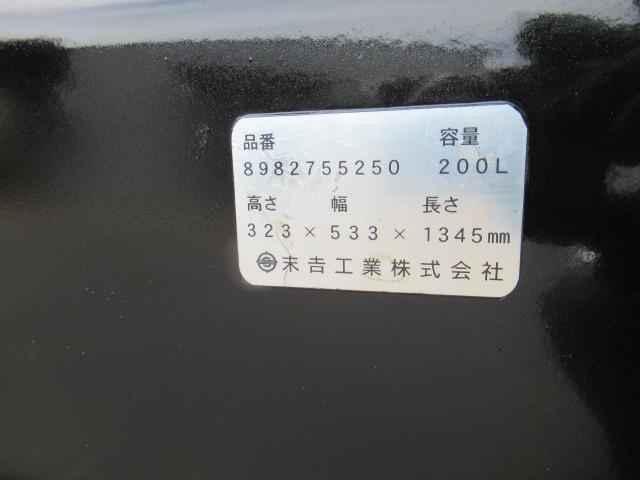 品番 容量
8982755250 200L
高さ 幅 長さ
323×533×1345mm
末吉工業株式会社